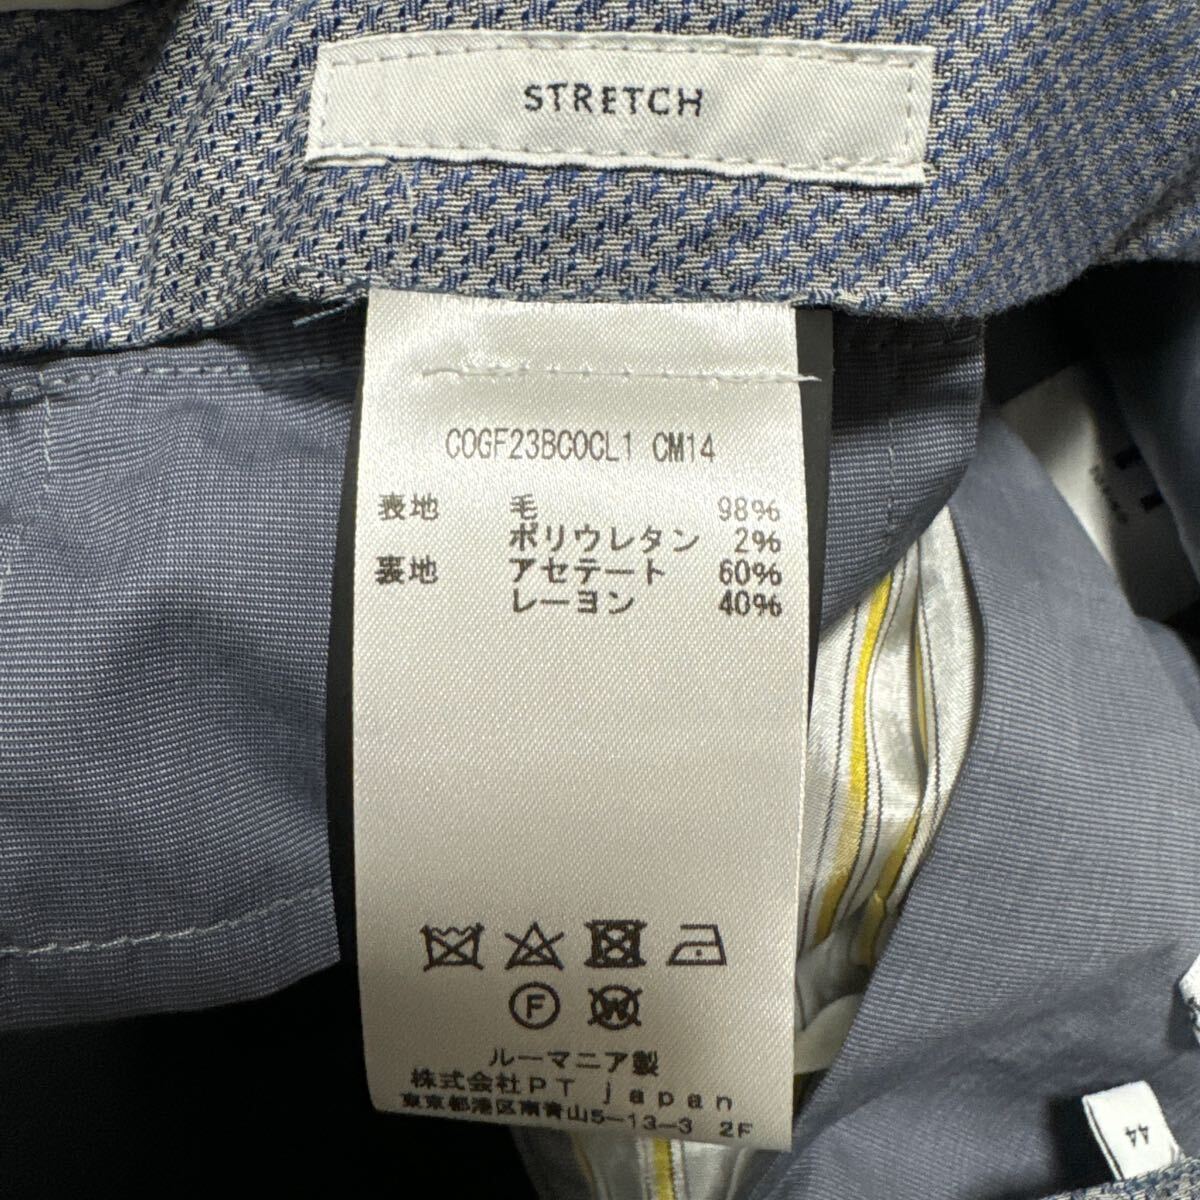 STRETCH
COGF23BCOCL1 CM14
表地 毛 98%
ポリウレタン 2%
裏地 アセテート 60%
レーヨン 40%
F W
ルーマニア製
株式会社PT japan
東京都港区南青山5-13-3 2F
44